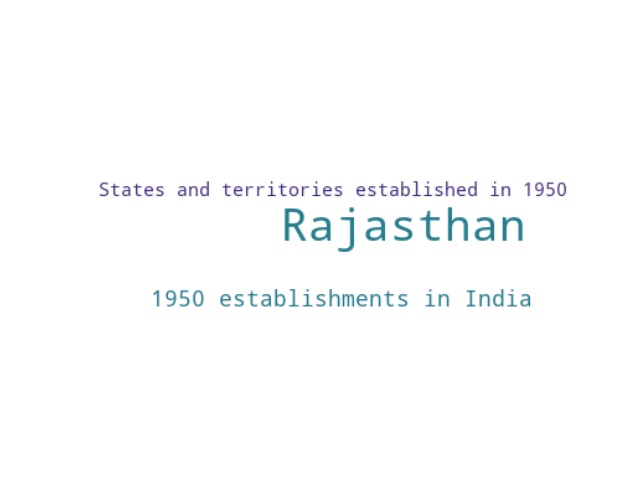 States and territories established in 1950
Rajasthan
1950 establishments in India